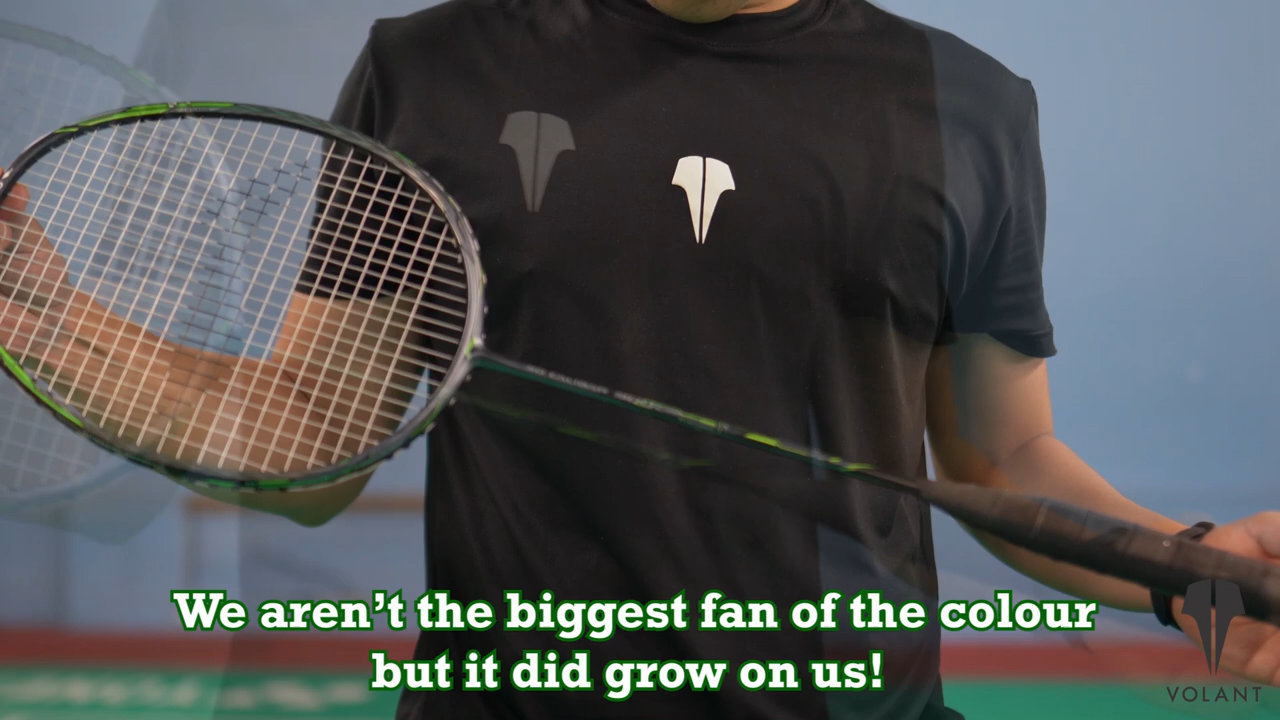 We aren't the biggest fan of the colour
but it did grow on us!
VOLANT